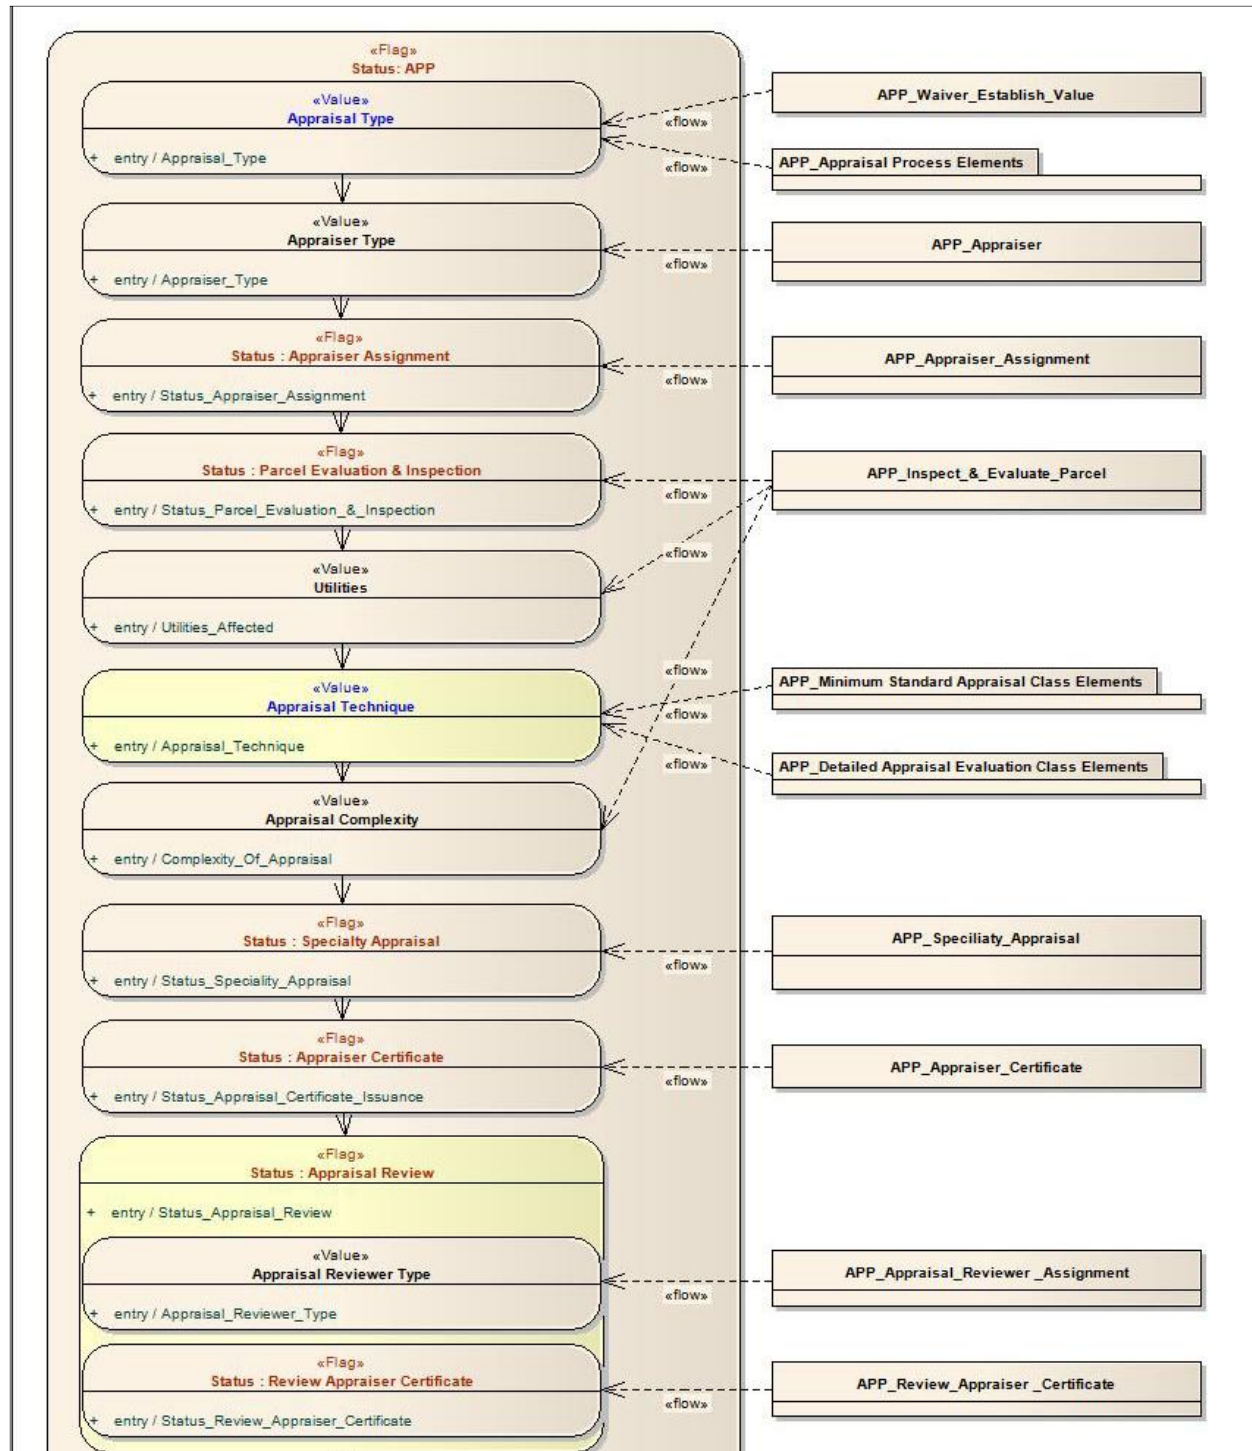 «Flag»
Status: APP
«Value»
Appraisal Type
+ entry / Appraisal_Type
«flow»
APP_Waiver_Establish_Value
«flow»
APP_Appraisal Process Elements
«Value»
Appraiser Type
+ entry / Appraiser_Type
«flow»
APP_Appraiser
«Flag»
Status : Appraiser Assignment
+ entry / Status_Appraiser_Assignment
«flow»
APP_Appraiser_Assignment
«Flag»
Status : Parcel Evaluation & Inspection
+ entry / Status_Parcel_Evaluation_&_Inspection
«flow»
APP_Inspect_&_Evaluate_Parcel
«flow»
«Value»
Utilities
+ entry / Utilities_Affected
«flow»
«Value»
Appraisal Technique
+ entry / Appraisal_Technique
«flow»
APP_Minimum Standard Appraisal Class Elements
«flow»
APP_Detailed Appraisal Evaluation Class Elements
«Value»
Appraisal Complexity
+ entry / Complexity_Of_Appraisal
«Flag»
Status : Specialty Appraisal
+ entry / Status_Speciality_Appraisal
«flow»
APP_Speciliaty_Appraisal
«Flag»
Status : Appraiser Certificate
+ entry / Status_Appraisal_Certificate_Issuance
«flow»
APP_Appraiser_Certificate
«Flag»
Status : Appraisal Review
+ entry / Status_Appraisal_Review
«Value»
Appraisal Reviewer Type
+ entry / Appraisal_Reviewer_Type
«flow»
APP_Appraisal_Reviewer _Assignment
«Flag»
Status : Review Appraiser Certificate
+ entry / Status_Review_Appraiser_Certificate
«flow»
APP_Review_Appraiser _Certificate